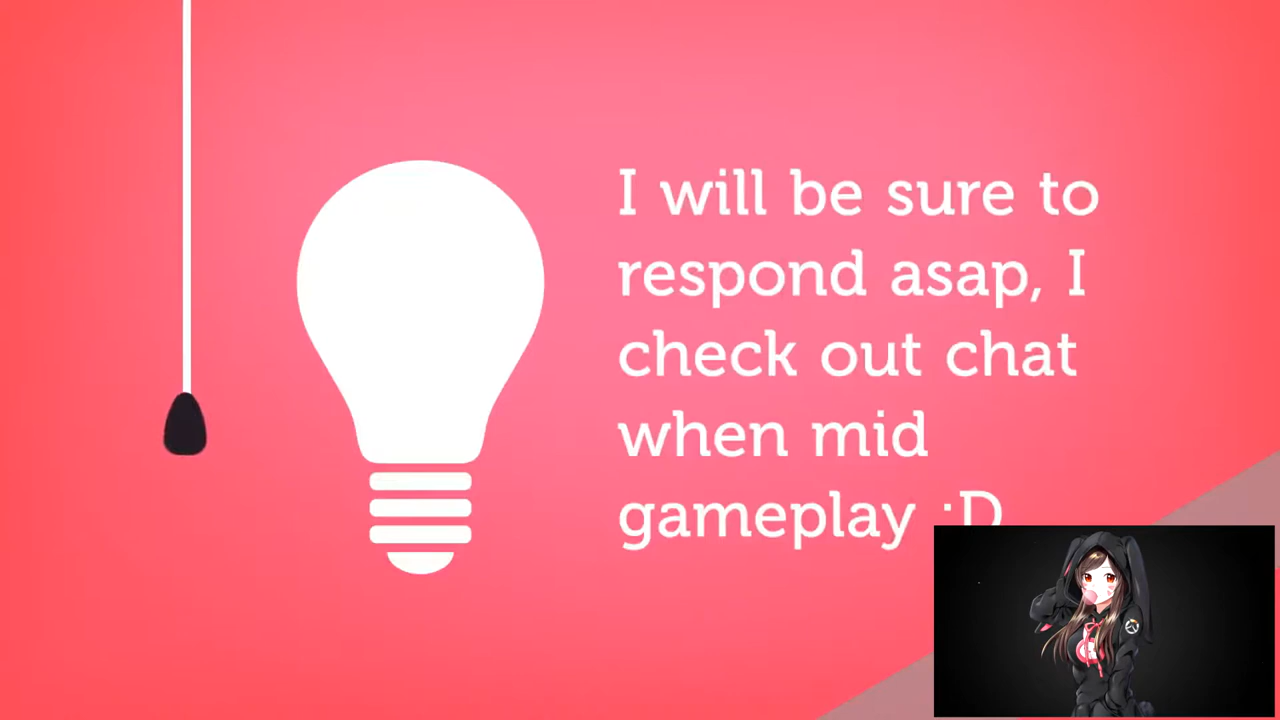 I will be sure to
respond asap, I
check out chat
when mid
gameplay :D